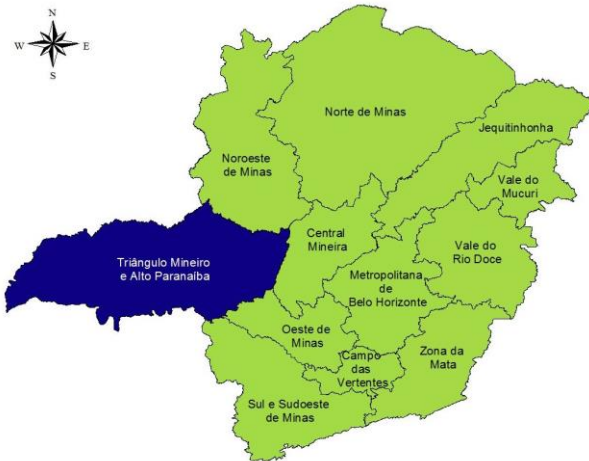 N
W E
S
Norte de Minas
Jequitinhonha
Noroeste
de Minas
Vale do
Mucuri
Triângulo Mineiro
e Alto Paranaíba
Central
Mineira
Vale do
Rio Doce
Metropolitana
de
Belo Horizonte
Oeste de
Minas
Campo
das
Vertentes
Zona da
Mata
Sul e Sudoeste
de Minas